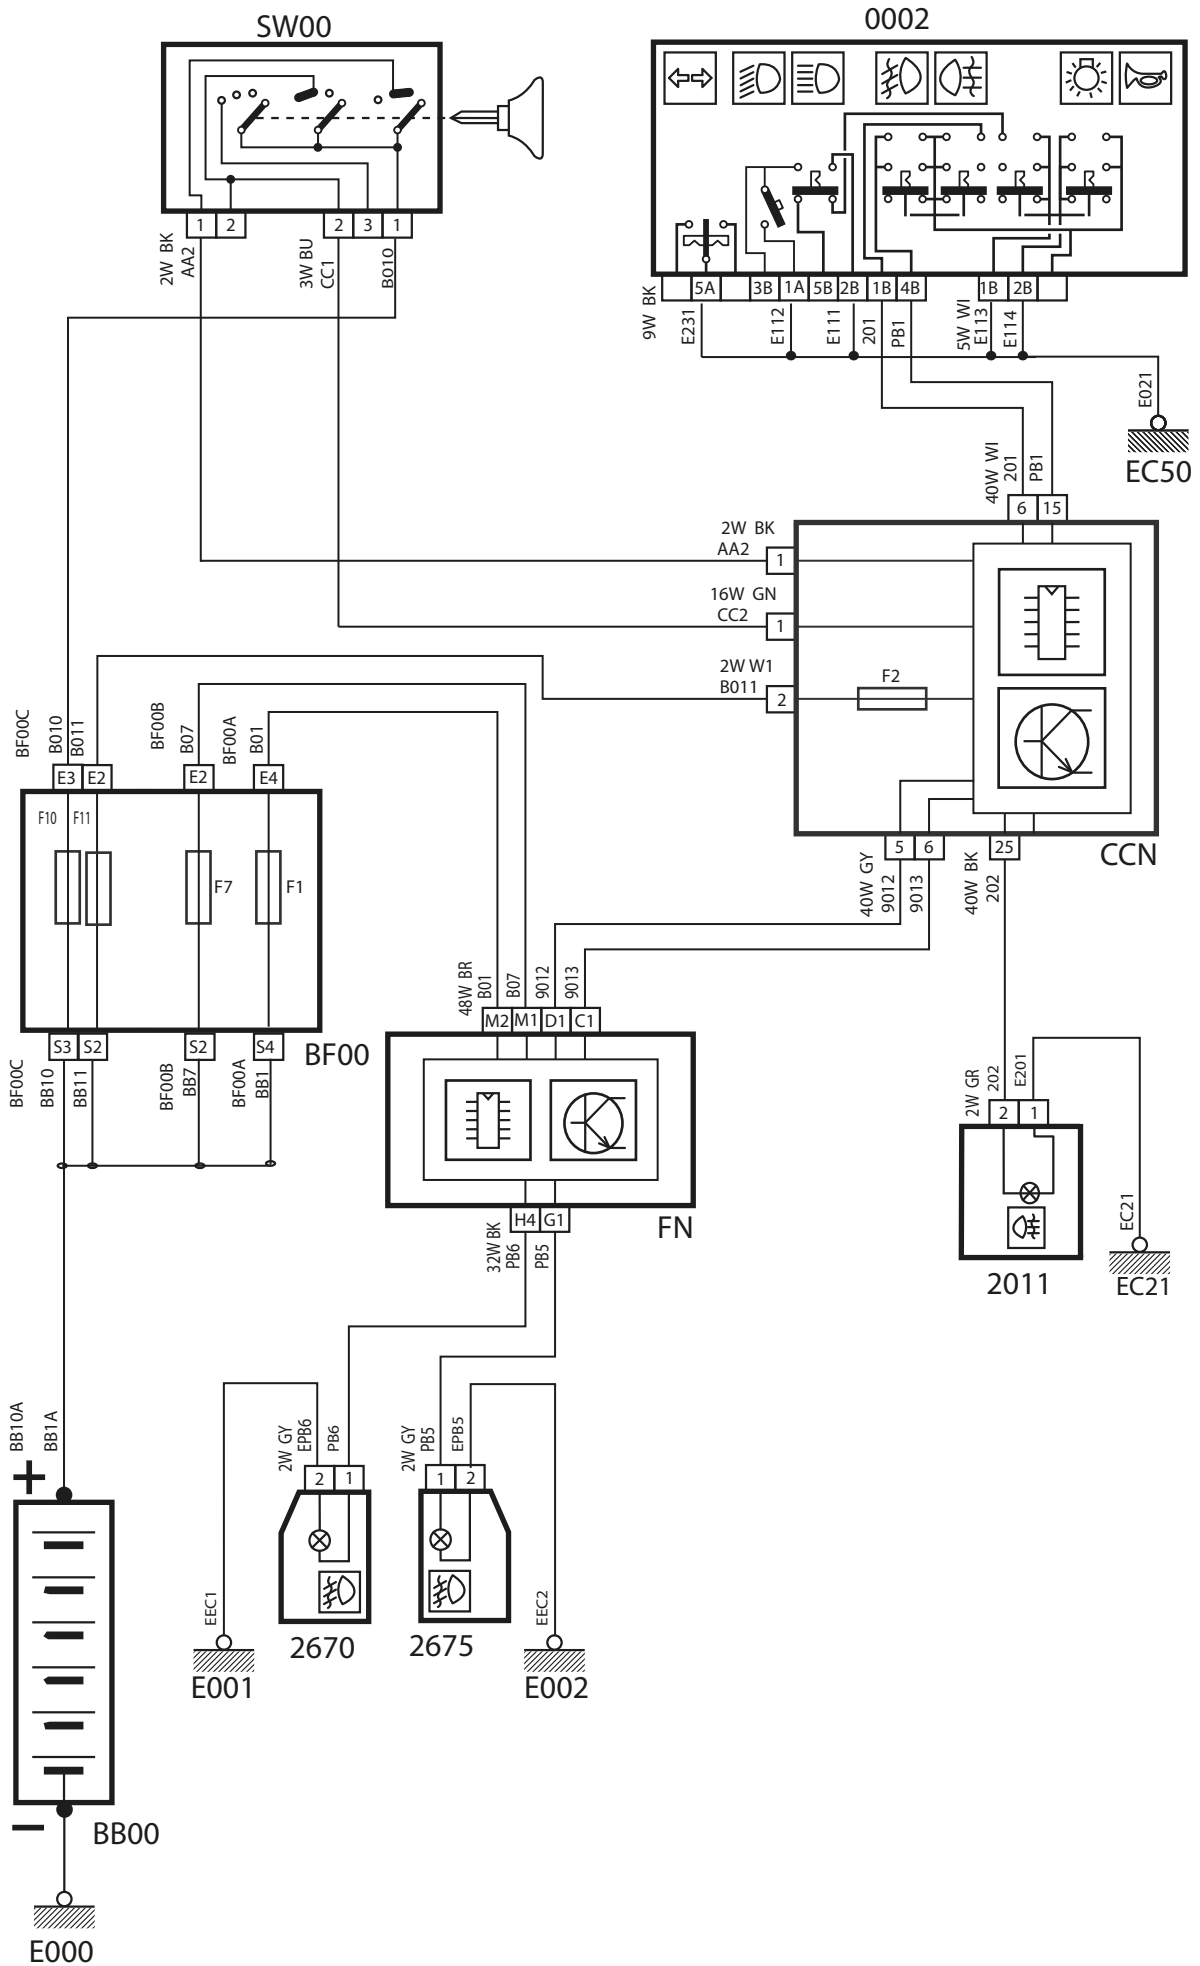 SW00
0002
1 2 2 3 1
2W BK
AA2
3W BU
CC1
B010
5A 3B 1A 5B 2B 1B 4B 1B 2B
9W BK
E231
E112
E111
201
PB1
5W WI
E113
E114
E021
EC50
40W WI
201
PB1
6 15
2W BK
AA2
1
16W GN
CC2
1
2W W1
B011
2
F2
BF00C
B010
B011
BF00B
B07
BF00A
B01
E3 E2 E2 E4
F10 F11
F7
F1
5 6 25
CCN
40W GY
9012
9013
40W BK
202
48W BR
B01
B07
9012
9013
M2 M1 D1 C1
S3 S2 S2 S4
BF00
BF00C
BB10
BB11
BF00B
BB7
BF00A
BB1
2W GR
202
E201
2 1
H4 G1
FN
32W BK
PB6
PB5
2011
EC21
EC21
BB10A
BB1A
2W GY
EPB6
PB6
2W GY
PB5
EPB5
2 1
1 2
+
EEC1
EEC2
2670
2675
E001
E002
–
BB00
E000